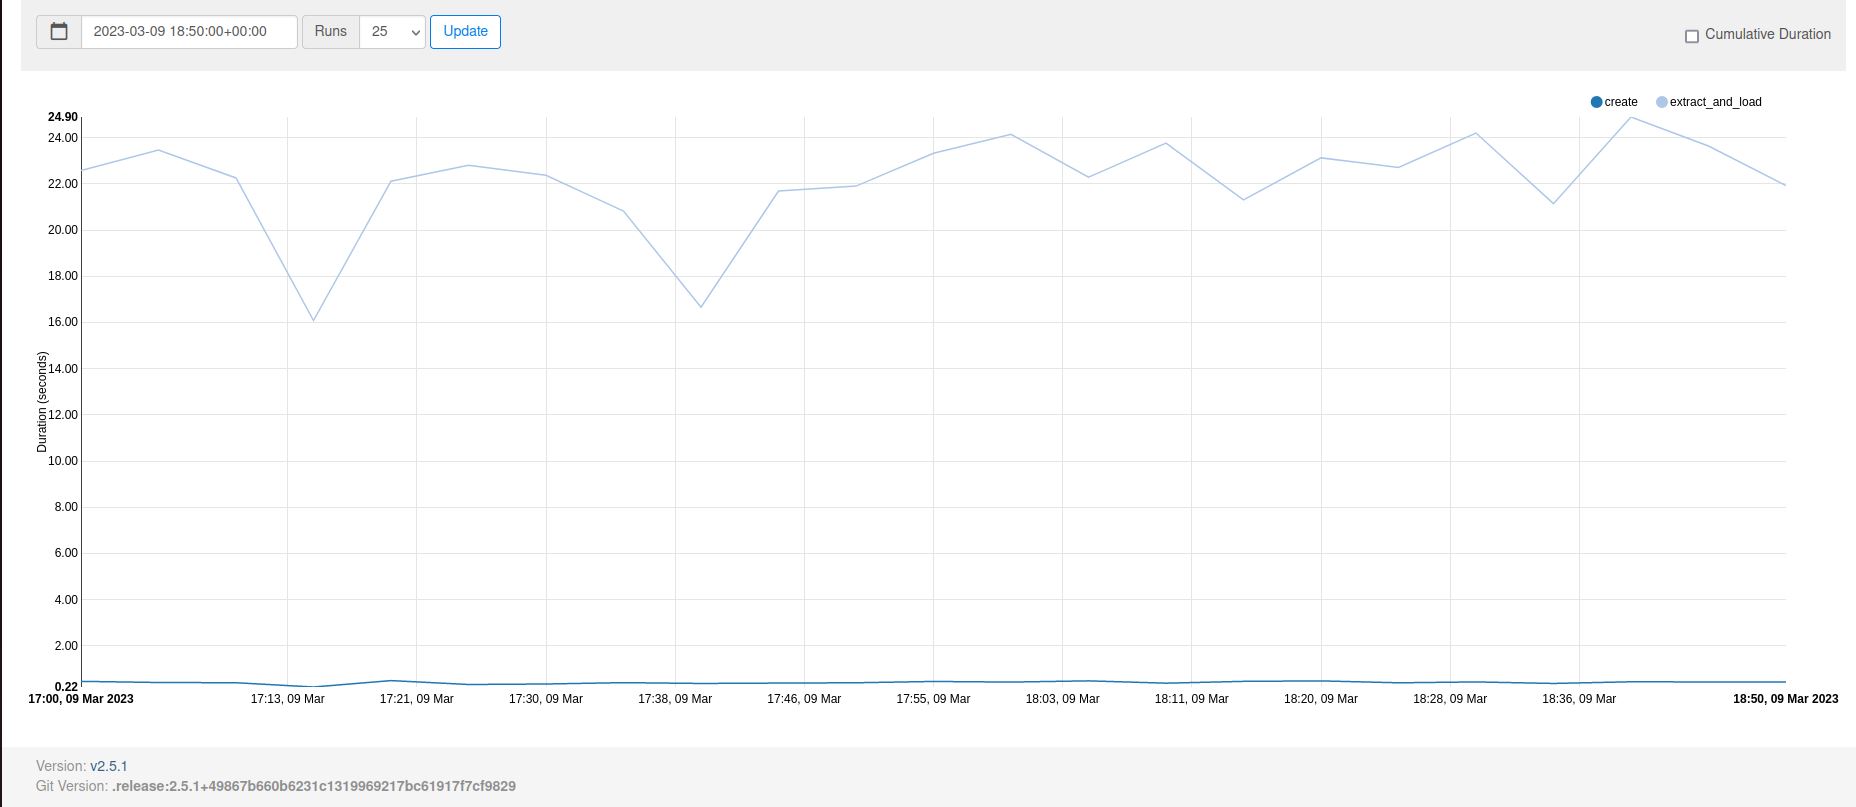 2023-03-09 18:50:00+00:00 Runs 25 Update Cumulative Duration
create extract_and_load
24.90
24.00
22.00
20.00
18.00
16.00
14.00
12.00
10.00
8.00
6.00
4.00
2.00
0.22
Duration (seconds)
17:00, 09 Mar 2023 17:13, 09 Mar 17:21, 09 Mar 17:30, 09 Mar 17:38, 09 Mar 17:46, 09 Mar 17:55, 09 Mar 18:03, 09 Mar 18:11, 09 Mar 18:20, 09 Mar 18:28, 09 Mar 18:36, 09 Mar 18:50, 09 Mar 2023
Version: v2.5.1
Git Version: .release:2.5.1+49867b660b6231c1319969217bc61917f7cf9829